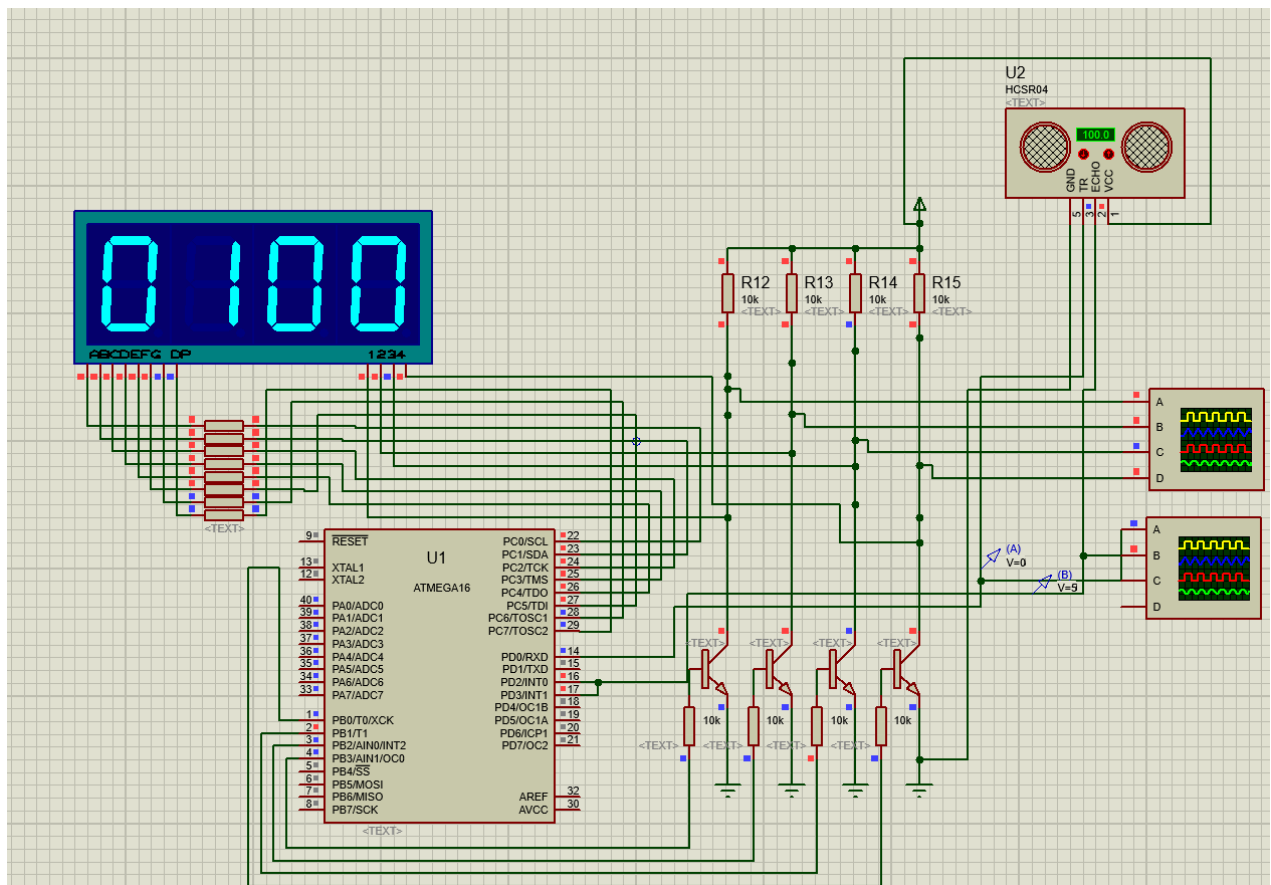 U2
HCSR04
<TEXT>
100.0
GND
TR
ECHO
VCC
5
3
2
1
0100
ABCDEFG DP
1234
R12
10k
<TEXT>
R13
10k
<TEXT>
R14
10k
<TEXT>
R15
10k
<TEXT>
A
B
C
D
<TEXT>
U1
ATMEGA16
9 RESET
13 XTAL1
12 XTAL2
40 PA0/ADC0
39 PA1/ADC1
38 PA2/ADC2
37 PA3/ADC3
36 PA4/ADC4
35 PA5/ADC5
34 PA6/ADC6
33 PA7/ADC7
1 PB0/T0/XCK
2 PB1/T1
3 PB2/AIN0/INT2
4 PB3/AIN1/OC0
5 PB4/SS
6 PB5/MOSI
7 PB6/MISO
8 PB7/SCK
PC0/SCL 22
PC1/SDA 23
PC2/TCK 24
PC3/TMS 25
PC4/TDO 26
PC5/TDI 27
PC6/TOSC1 28
PC7/TOSC2 29
PD0/RXD 14
PD1/TXD 15
PD2/INT0 16
PD3/INT1 17
PD4/OC1B 18
PD5/OC1A 19
PD6/ICP1 20
PD7/OC2 21
AREF 32
AVCC 30
<TEXT>
(A)
V=0
(B)
V=5
A
B
C
D
<TEXT>
<TEXT>
<TEXT>
<TEXT>
10k
10k
10k
10k
<TEXT>
<TEXT>
<TEXT>
<TEXT>